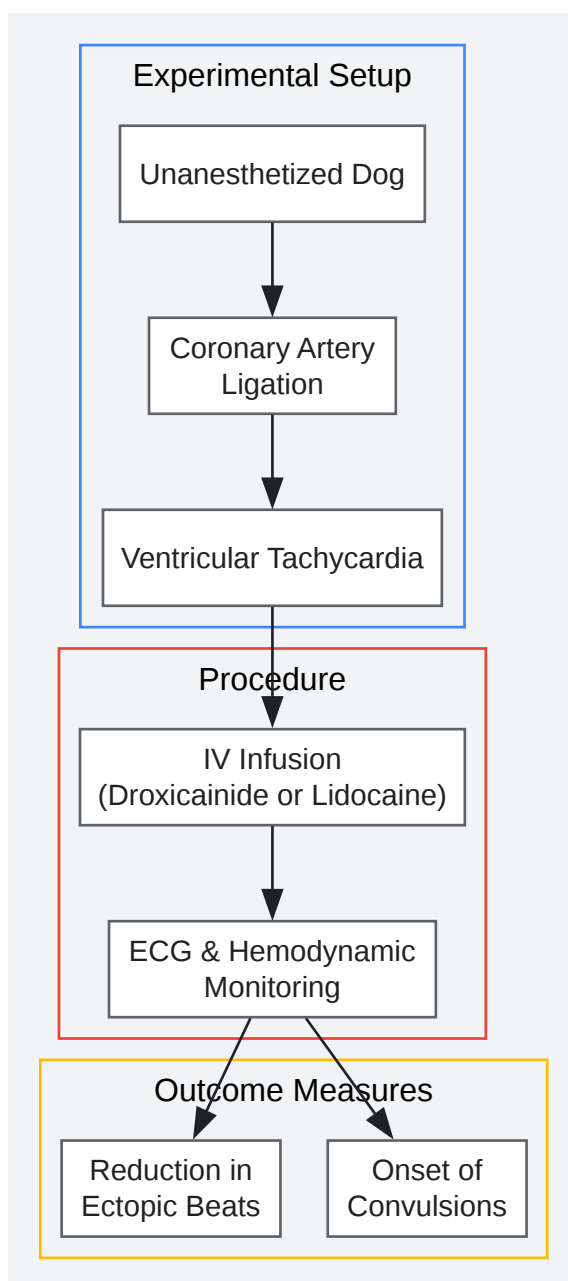 Experimental Setup
Unanesthetized Dog
Coronary Artery
Ligation
Ventricular Tachycardia
Procedure
IV Infusion
(Droxicainide or Lidocaine)
ECG & Hemodynamic
Monitoring
Outcome Measures
Reduction in
Ectopic Beats
Onset of
Convulsions